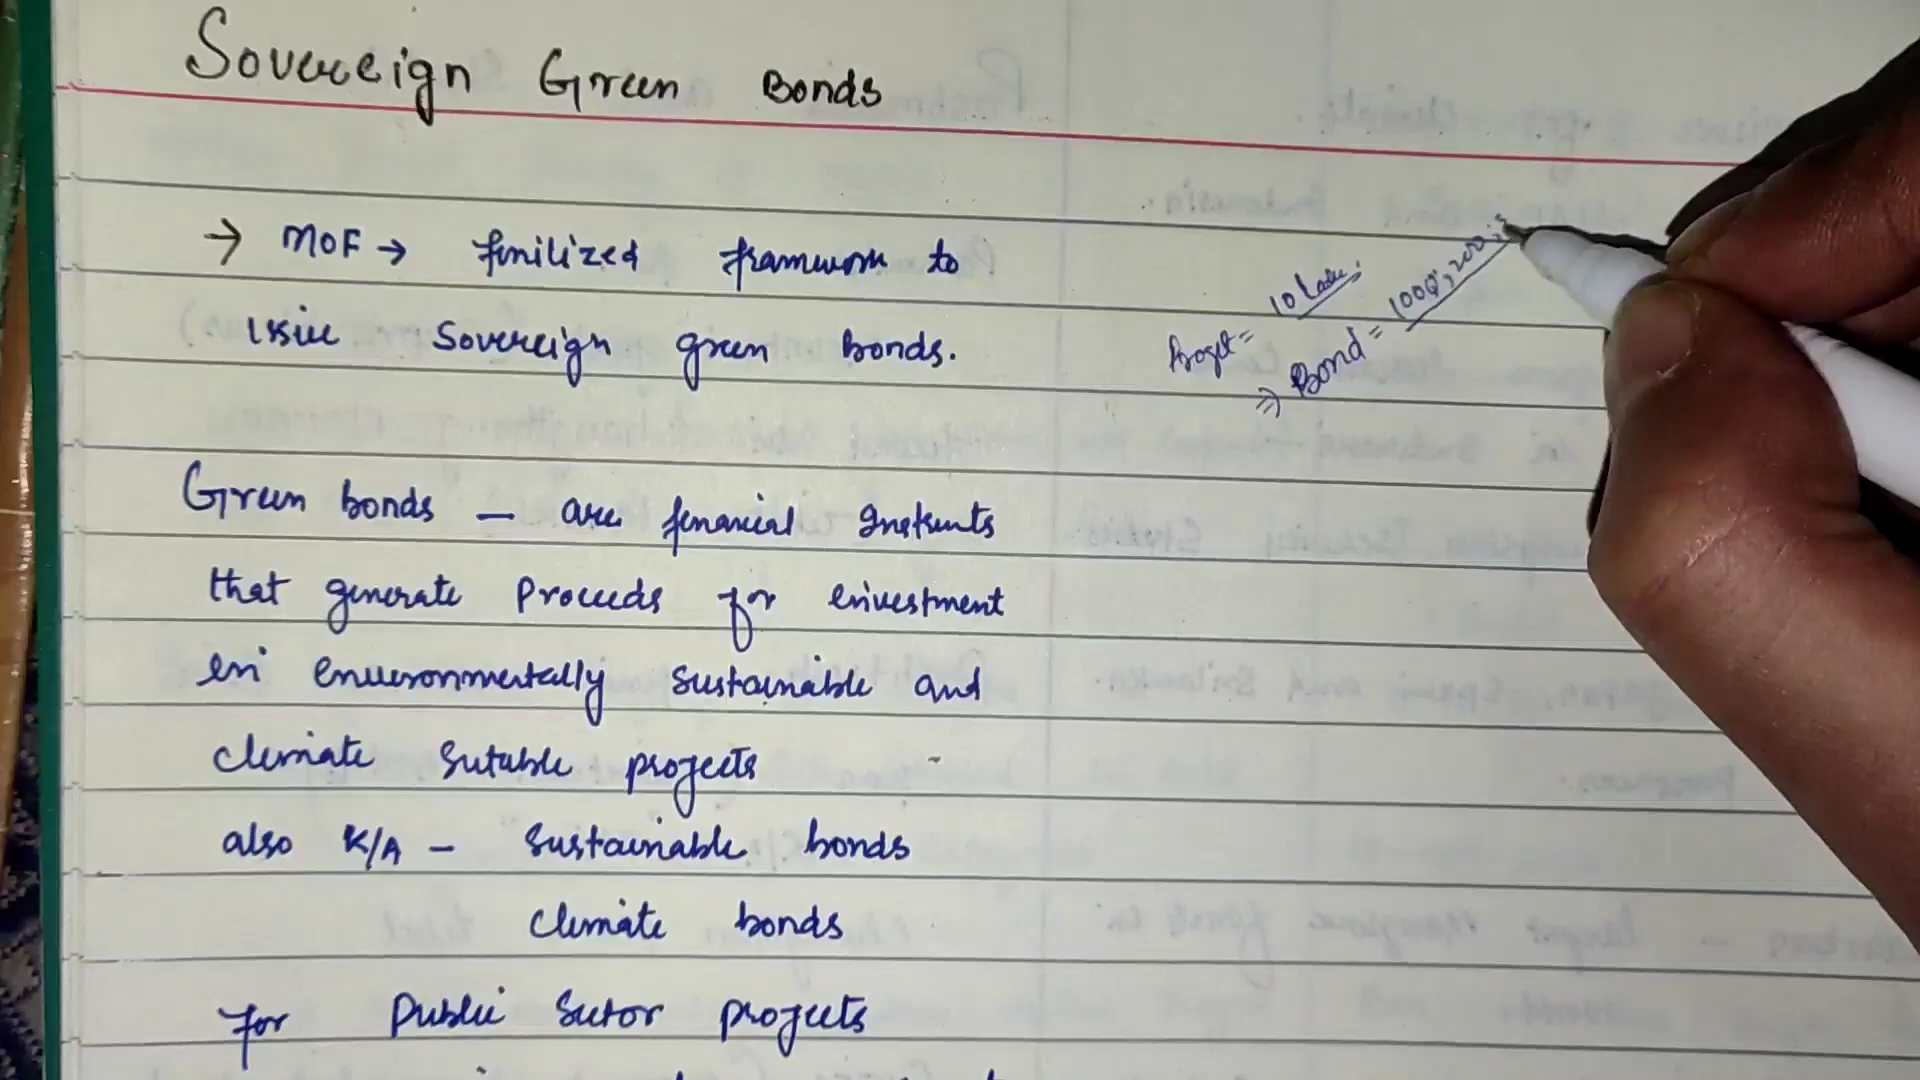 Sovereign Green Bonds
→ MOF → finilized framework to
issue Sovereign green bonds.
Project = 10 Lakh.
⇒ Bond = 1000, 2000,
Green bonds - are financial Instruments
that generate proceeds for investment
in environmentally sustainable and
climate sutable projects
also K/A - sustainable bonds
climate bonds
for Public Sector projects